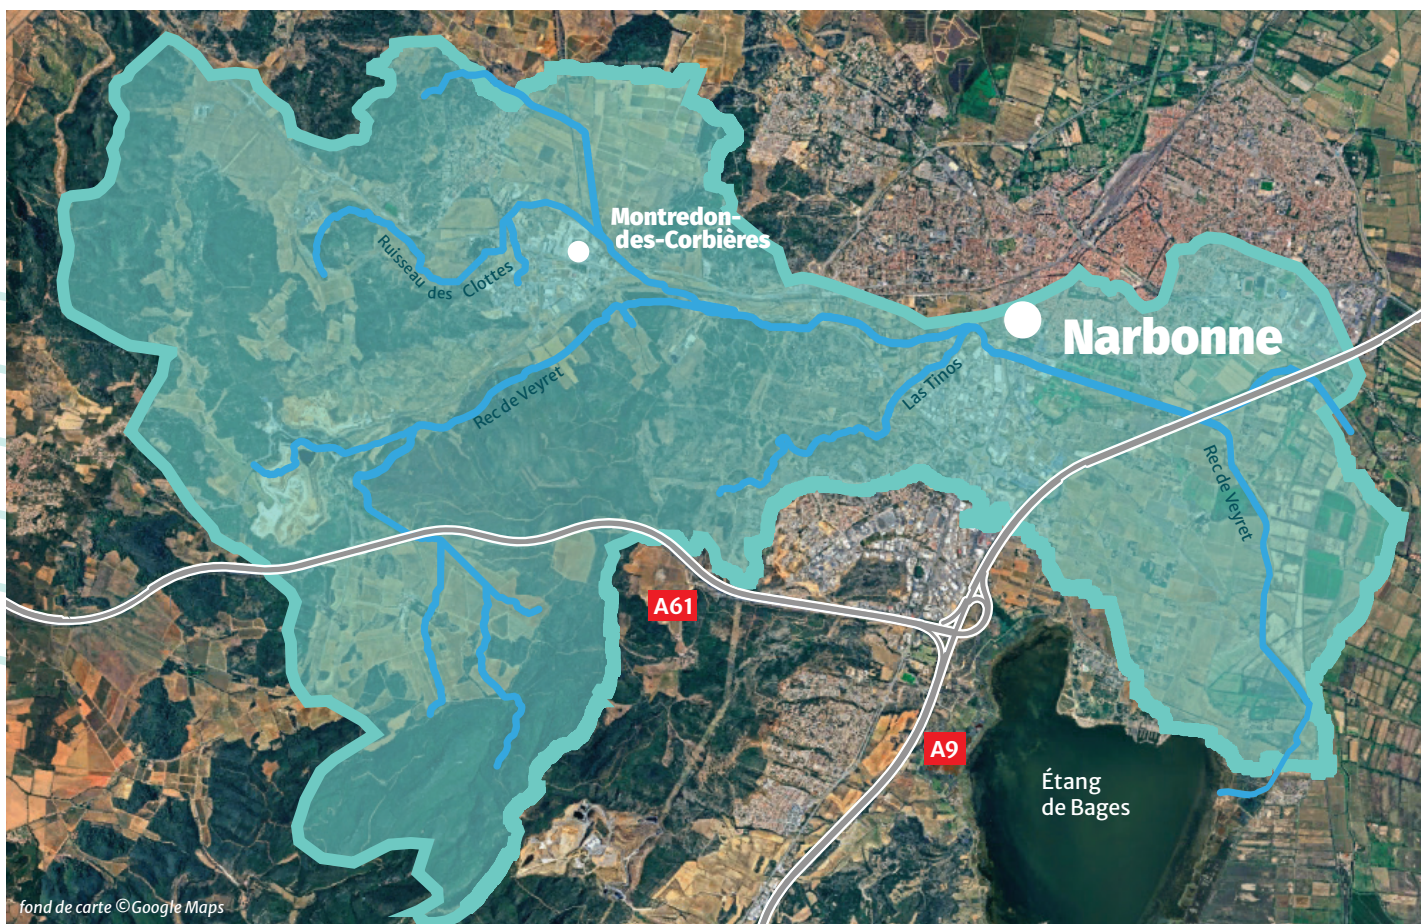 Montredon-
des-Corbières
Ruisseau des Clottes
Narbonne
Rec de Veyret
Las Tinos
Rec de Veyret
A61
A9
Étang
de Bages
fond de carte ©Google Maps